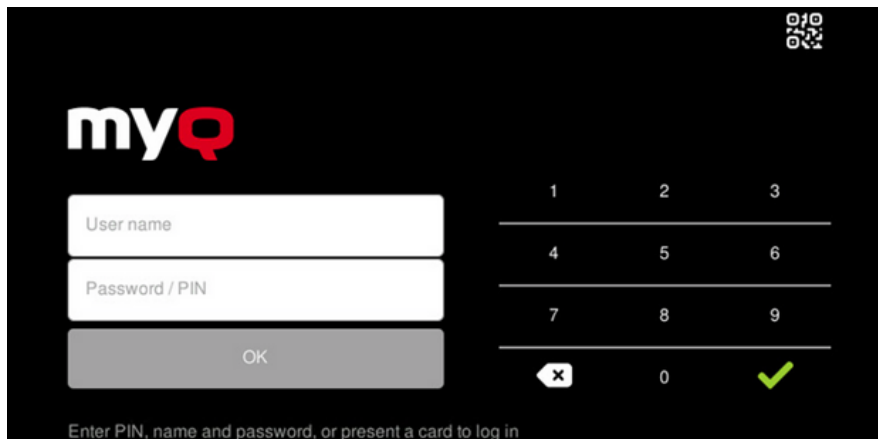 myQ
User name
Password / PIN
OK
Enter PIN, name and password, or present a card to log in
1 2 3
4 5 6
7 8 9
0